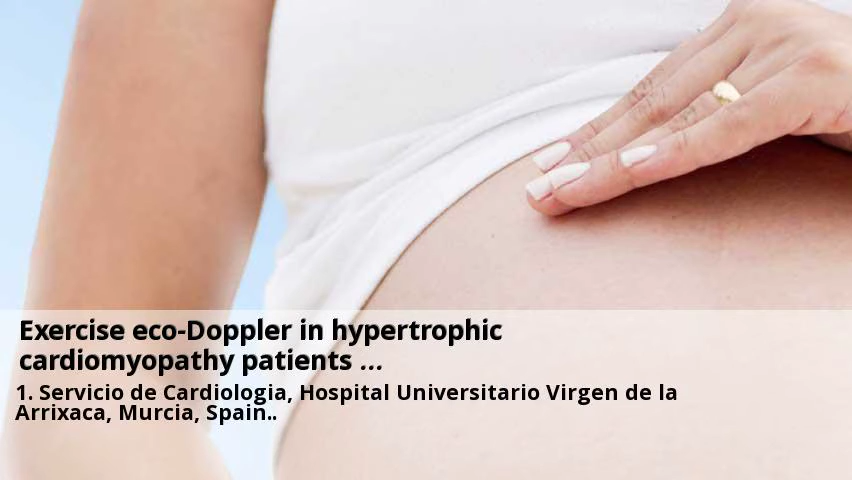 Exercise eco-Doppler in hypertrophic
cardiomyopathy patients ...
1. Servicio de Cardiologia, Hospital Universitario Virgen de la
Arrixaca, Murcia, Spain..